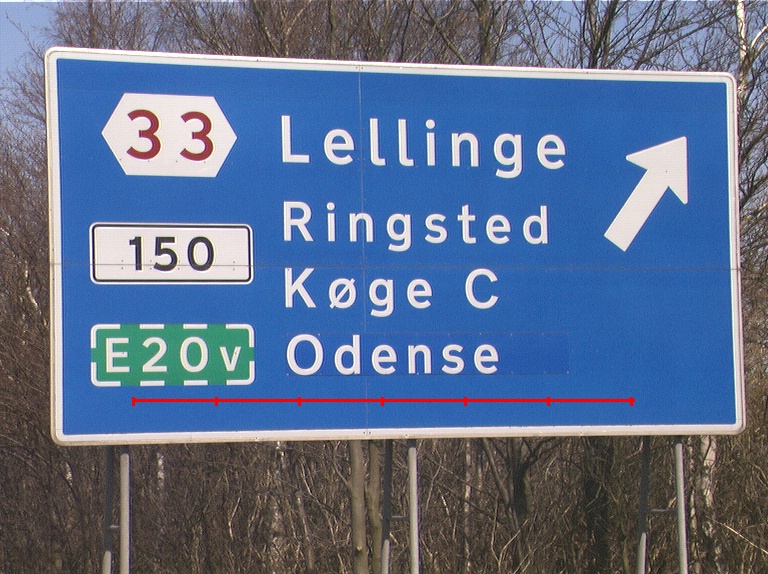 33 Lellinge
150 Ringsted
Køge C
E20v Odense